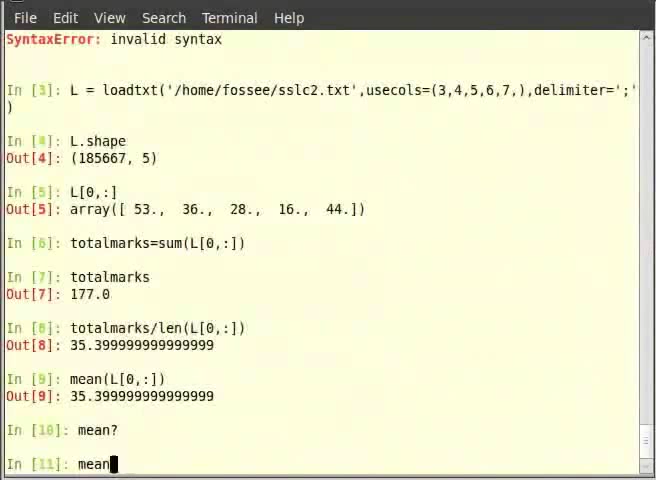 File Edit View Search Terminal Help
SyntaxError: invalid syntax
In [3]: L = loadtxt('/home/fossee/sslc2.txt',usecols=(3,4,5,6,7,),delimiter=';'
)
In [4]: L.shape
Out[4]: (185667, 5)
In [5]: L[0,:]
Out[5]: array([ 53.,  36.,  28.,  16.,  44.])
In [6]: totalmarks=sum(L[0,:])
In [7]: totalmarks
Out[7]: 177.0
In [8]: totalmarks/len(L[0,:])
Out[8]: 35.399999999999999
In [9]: mean(L[0,:])
Out[9]: 35.399999999999999
In [10]: mean?
In [11]: mean